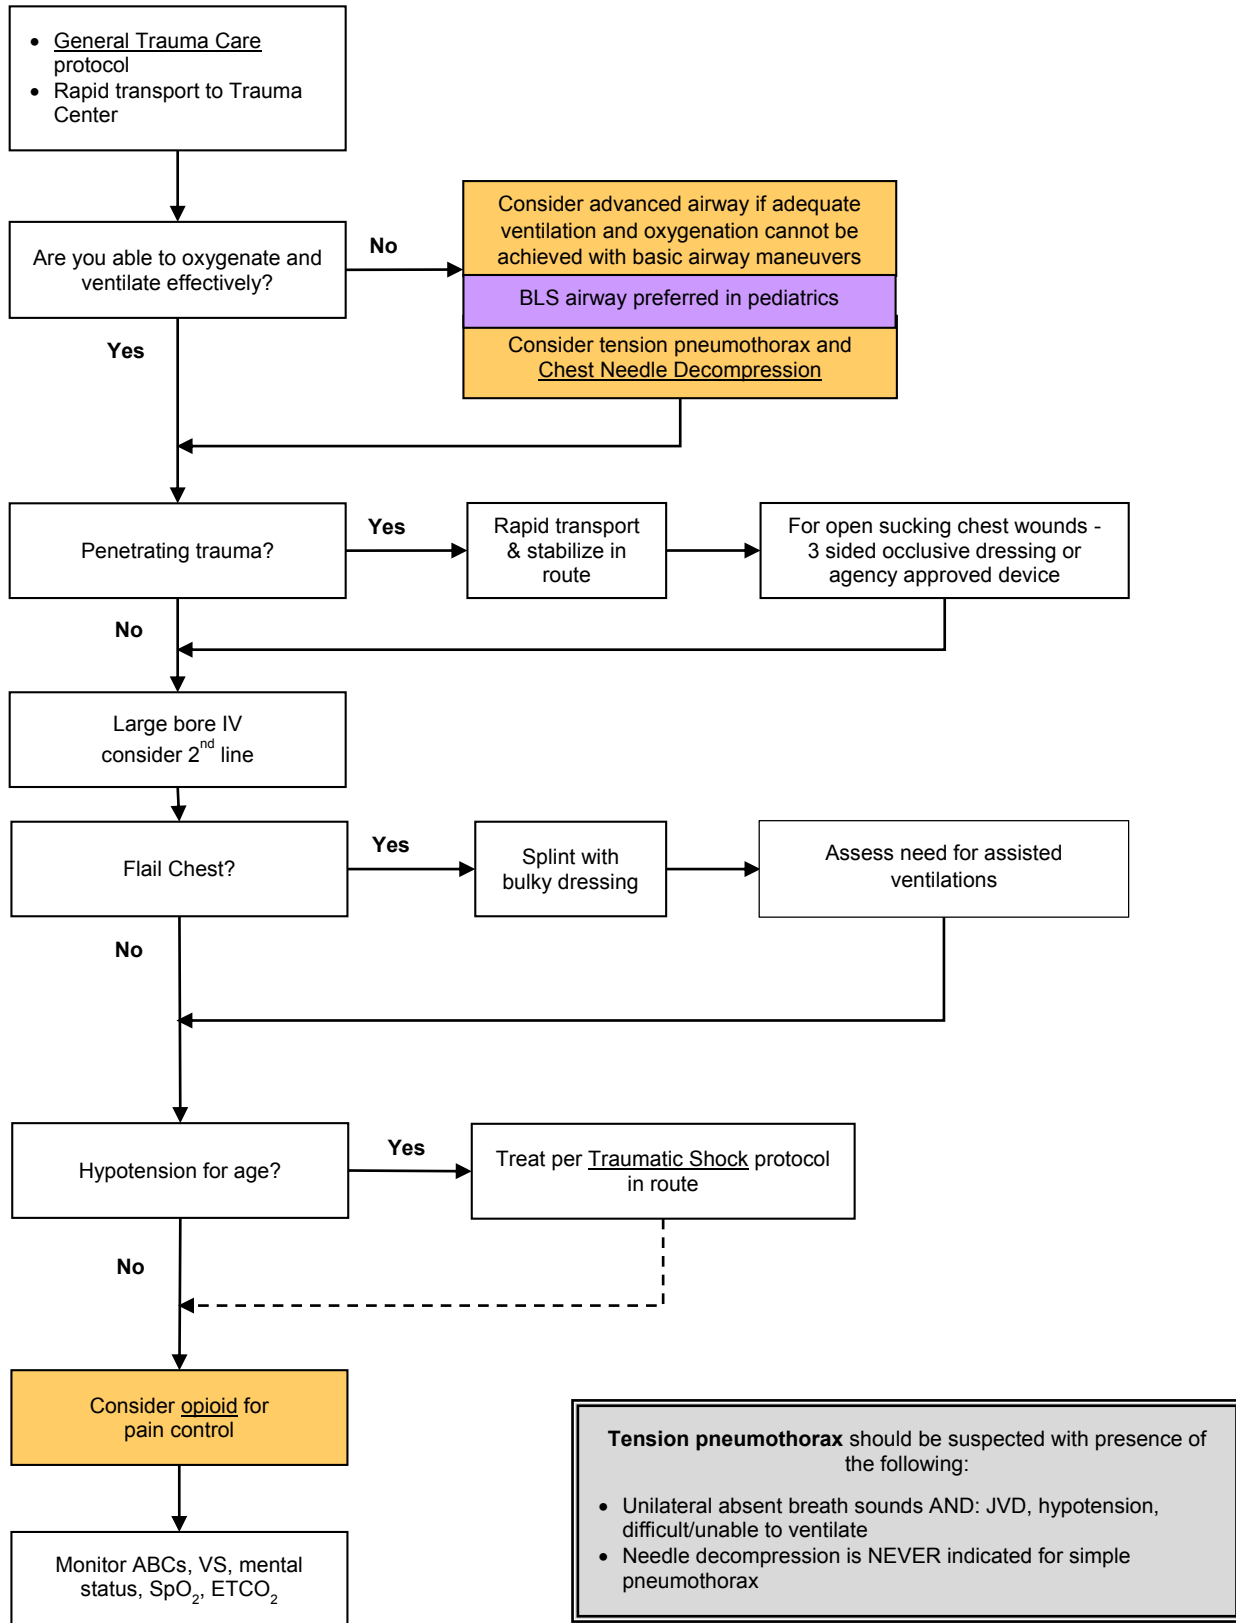 • General Trauma Care
protocol
• Rapid transport to Trauma
Center
Are you able to oxygenate and
ventilate effectively?
No
Consider advanced airway if adequate
ventilation and oxygenation cannot be
achieved with basic airway maneuvers
BLS airway preferred in pediatrics
Consider tension pneumothorax and
Chest Needle Decompression
Yes
Penetrating trauma?
Yes
Rapid transport
& stabilize in
route
For open sucking chest wounds -
3 sided occlusive dressing or
agency approved device
No
Large bore IV
consider 2nd line
Flail Chest?
Yes
Splint with
bulky dressing
Assess need for assisted
ventilations
No
Hypotension for age?
Yes
Treat per Traumatic Shock protocol
in route
No
Consider opioid for
pain control
Monitor ABCs, VS, mental
status, SpO2, ETCO2
Tension pneumothorax should be suspected with presence of
the following:
• Unilateral absent breath sounds AND: JVD, hypotension,
difficult/unable to ventilate
• Needle decompression is NEVER indicated for simple
pneumothorax